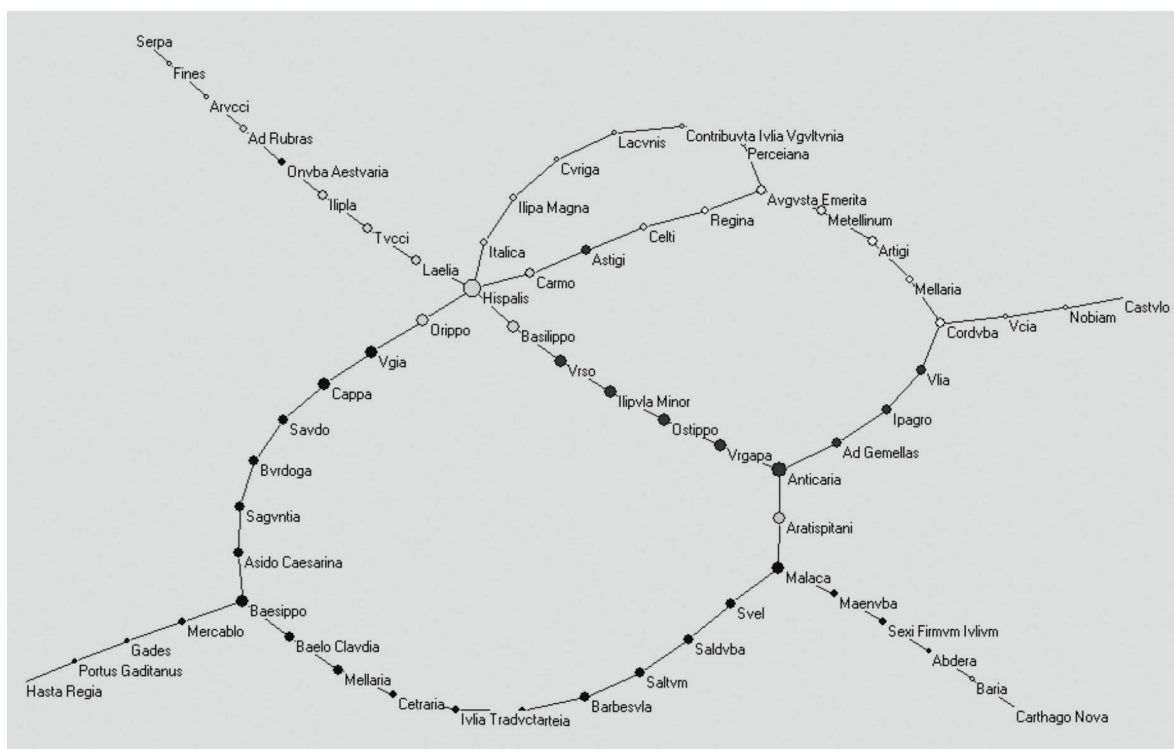 Serpa
Fines
Arvcci
Ad Rubras
Onvba Aestvaria
Ilipla
Tvcci
Laelia
Contribuvta Ivlia Vgvltvnia
Lacvnis
Perceiana
Cvriga
Ilipa Magna
Avgvsta Emerita
Regina
Metellinum
Celti
Italica
Astigi
Artigi
Carmo
Mellaria
Hispalis
Castvlo
Nobiam
Vcia
Cordvba
Orippo
Basilippo
Vgia
Vrso
Vlia
Cappa
Ilipvla Minor
Ipagro
Savdo
Ostippo
Ad Gemellas
Vrgapa
Bvrdoga
Anticaria
Sagvntia
Aratispitani
Asido Caesarina
Malaca
Maenvba
Baesippo
Svel
Mercablo
Sexi Firmvm Ivlivm
Baelo Clavdia
Saldvba
Gades
Abdera
Portus Gaditanus
Mellaria
Saltvm
Baria
Hasta Regia
Cetraria
Barbesvla
Carthago Nova
Ivlia Tradvctarteia